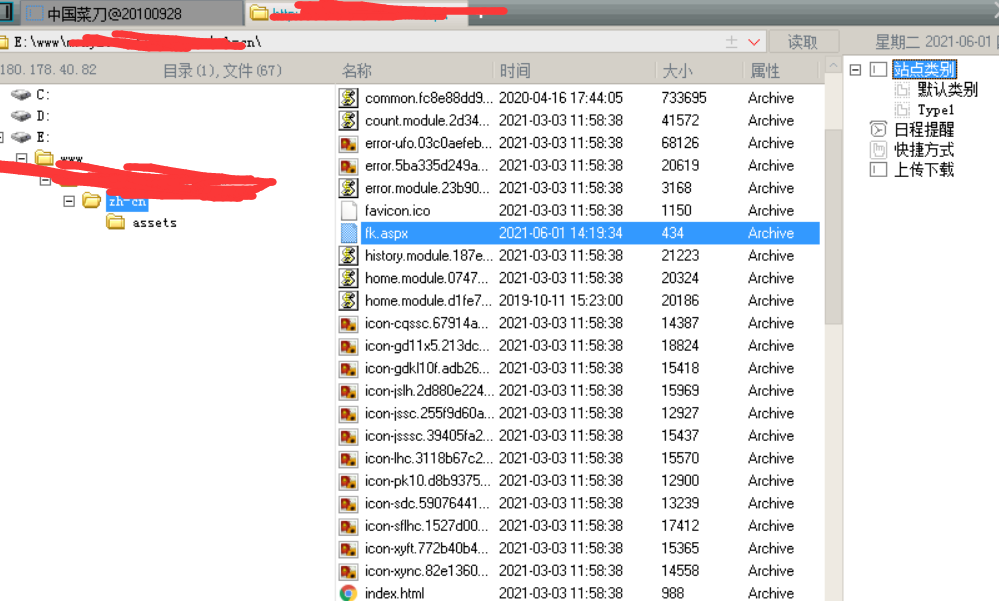 中国菜刀@20100928
E:\www\
读取
星期二 2021-06-01
180.178.40.82 目录(1),文件(67)
名称 时间 大小 属性
C:
D:
E:
www
zh-cn
assets
common.fc8e88dd9... 2020-04-16 17:44:05 733695 Archive
count.module.2d34... 2021-03-03 11:58:38 41572 Archive
error-ufo.03c0aefeb... 2021-03-03 11:58:38 68126 Archive
error.5ba335d249a... 2021-03-03 11:58:38 20619 Archive
error.module.23b90... 2021-03-03 11:58:38 3168 Archive
favicon.ico 2021-03-03 11:58:38 1150 Archive
fk.aspx 2021-06-01 14:19:34 434 Archive
history.module.187e... 2021-03-03 11:58:38 21223 Archive
home.module.0747... 2021-03-03 11:58:38 20324 Archive
home.module.d1fe7... 2019-10-11 15:23:00 20186 Archive
icon-cqssc.67914a... 2021-03-03 11:58:38 14387 Archive
icon-gd11x5.213dc... 2021-03-03 11:58:38 18824 Archive
icon-gdkl10f.adb26... 2021-03-03 11:58:38 15418 Archive
icon-jslh.2d880e224... 2021-03-03 11:58:38 15969 Archive
icon-jssc.255f9d60a... 2021-03-03 11:58:38 12927 Archive
icon-jsssc.39405fa2... 2021-03-03 11:58:38 15437 Archive
icon-lhc.3118b67c2... 2021-03-03 11:58:38 15570 Archive
icon-pk10.d8b9375... 2021-03-03 11:58:38 12900 Archive
icon-sdc.59076441... 2021-03-03 11:58:38 13239 Archive
icon-sflhc.1527d00... 2021-03-03 11:58:38 17412 Archive
icon-xyft.772b40b4... 2021-03-03 11:58:38 15365 Archive
icon-xync.82e1360... 2021-03-03 11:58:38 14558 Archive
index.html 2021-03-03 11:58:38 988 Archive
站点类别
默认类别
Type1
日程提醒
快捷方式
上传下载